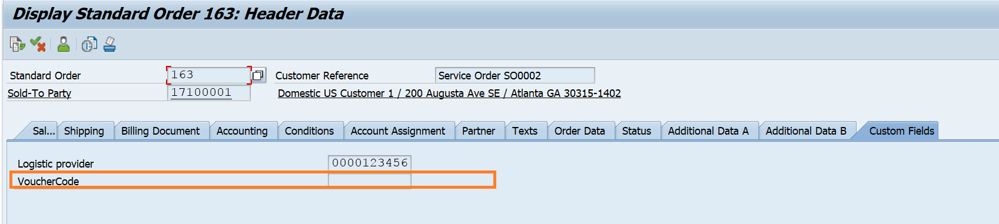 Display Standard Order 163: Header Data
Standard Order 163 Customer Reference Service Order SO0002
Sold-To Party 17100001 Domestic US Customer 1 / 200 Augusta Ave SE / Atlanta GA 30315-1402
Sal... Shipping Billing Document Accounting Conditions Account Assignment Partner Texts Order Data Status Additional Data A Additional Data B Custom Fields
Logistic provider 0000123456
VoucherCode